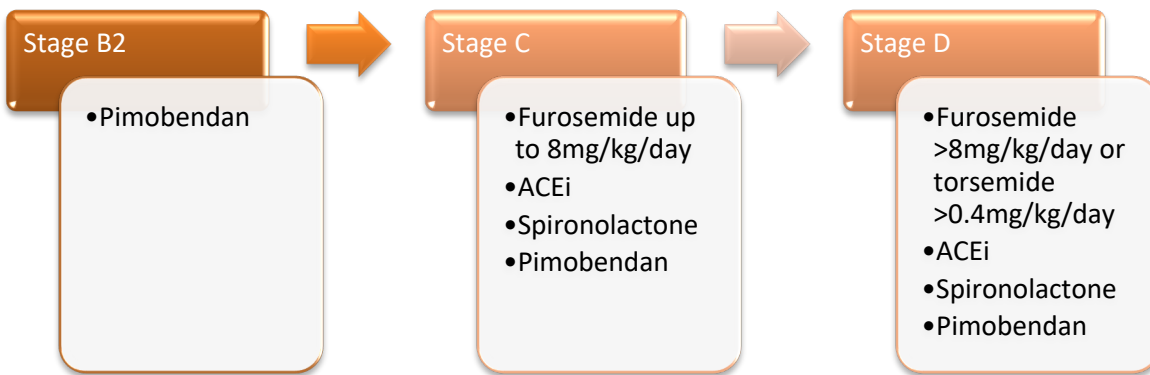 Stage B2
•Pimobendan
Stage C
•Furosemide up
to 8mg/kg/day
•ACEi
•Spironolactone
•Pimobendan
Stage D
•Furosemide
>8mg/kg/day or
torsemide
>0.4mg/kg/day
•ACEi
•Spironolactone
•Pimobendan